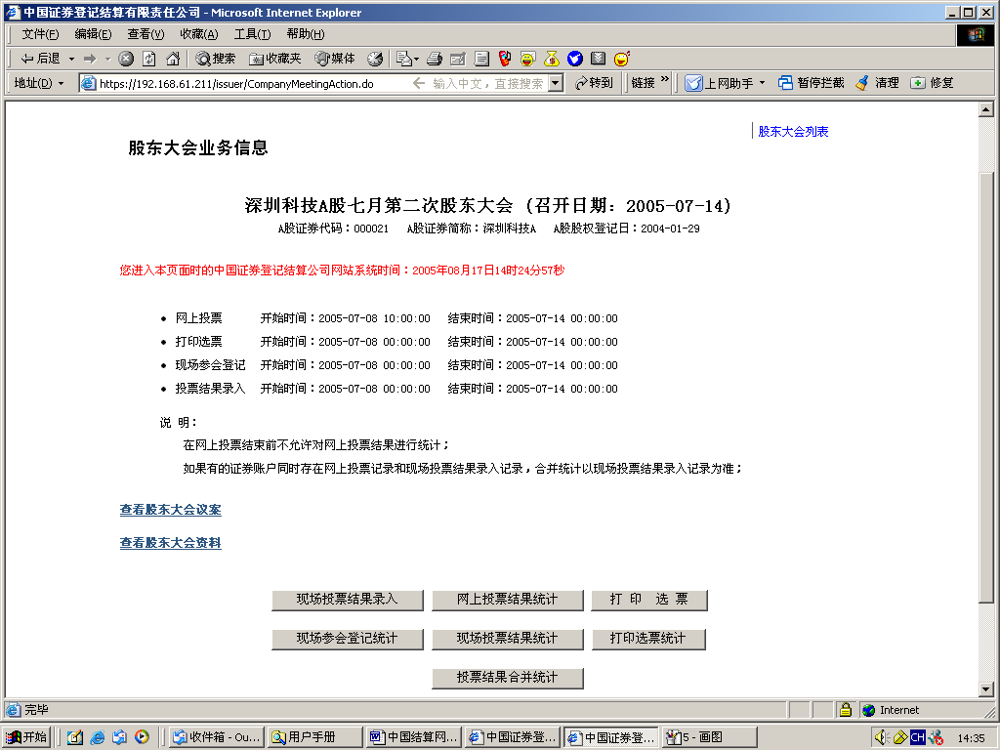 中国证券登记结算有限责任公司 - Microsoft Internet Explorer
文件(F) 编辑(E) 查看(V) 收藏(A) 工具(T) 帮助(H)
后退 搜索 收藏夹 媒体
地址(D) https://192.168.61.211/issuer/CompanyMeetingAction.do 输入中文，直接搜索 转到 链接 » 上网助手 暂停拦截 清理 修复
股东大会列表
股东大会业务信息
深圳科技A股七月第二次股东大会 (召开日期：2005-07-14)
A股证券代码：000021 A股证券简称：深圳科技A A股股权登记日：2004-01-29
您进入本页面时的中国证券登记结算公司网站系统时间：2005年08月17日14时24分57秒
• 网上投票 开始时间：2005-07-08 10:00:00 结束时间：2005-07-14 00:00:00
• 打印选票 开始时间：2005-07-08 00:00:00 结束时间：2005-07-14 00:00:00
• 现场参会登记 开始时间：2005-07-08 00:00:00 结束时间：2005-07-14 00:00:00
• 投票结果录入 开始时间：2005-07-08 00:00:00 结束时间：2005-07-14 00:00:00
说 明：
在网上投票结束前不允许对网上投票结果进行统计；
如果有的证券账户同时存在网上投票记录和现场投票结果录入记录，合并统计以现场投票结果录入记录为准；
查看股东大会议案
查看股东大会资料
现场投票结果录入 网上投票结果统计 打 印 选 票
现场参会登记统计 现场投票结果统计 打印选票统计
投票结果合并统计
完毕 Internet
开始 收件箱 - Ou... 用户手册 中国结算网... 中国证券登... 中国证券登... 5 - 画图 CH 14:35